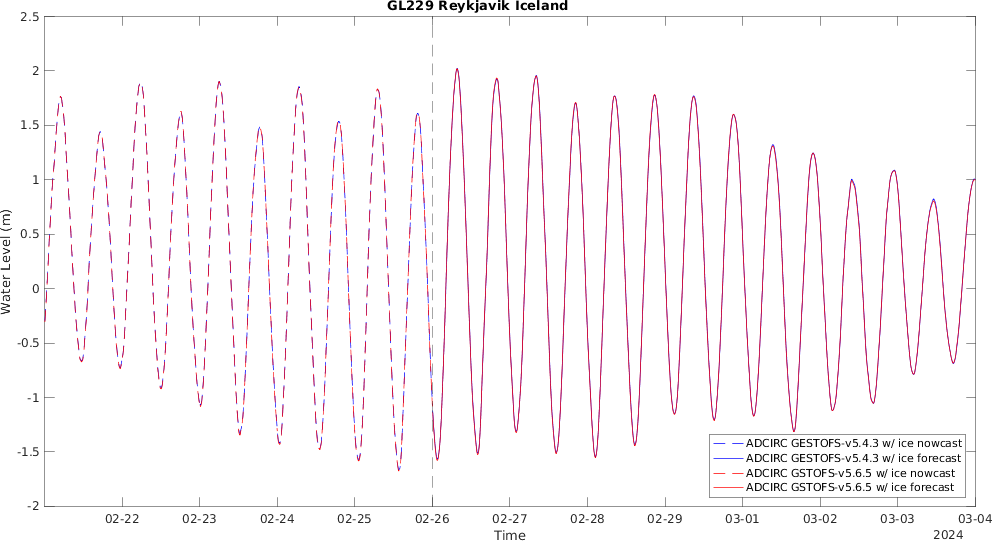 GL229 Reykjavik Iceland
2.5
2
1.5
1
0.5
0
-0.5
-1
-1.5
-2
Water Level (m)
ADCIRC GESTOFS-v5.4.3 w/ ice nowcast
ADCIRC GESTOFS-v5.4.3 w/ ice forecast
ADCIRC GSTOFS-v5.6.5 w/ ice nowcast
ADCIRC GSTOFS-v5.6.5 w/ ice forecast
02-22 02-23 02-24 02-25 02-26 02-27 02-28 02-29 03-01 03-02 03-03 03-04
Time
2024